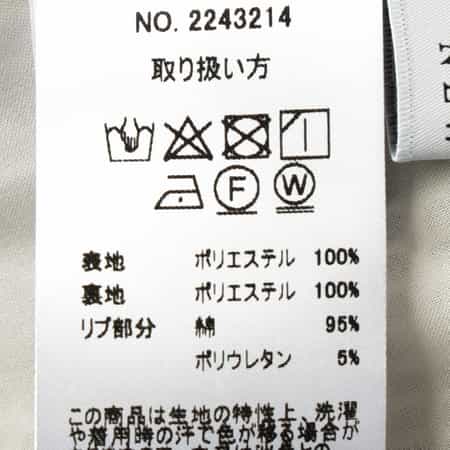 NO. 2243214
取り扱い方
F W
表地 ポリエステル 100%
裏地 ポリエステル 100%
リブ部分 綿 95%
ポリウレタン 5%
この商品は生地の特性上、洗濯
や着用時の汗で色が移る場合が
NEW